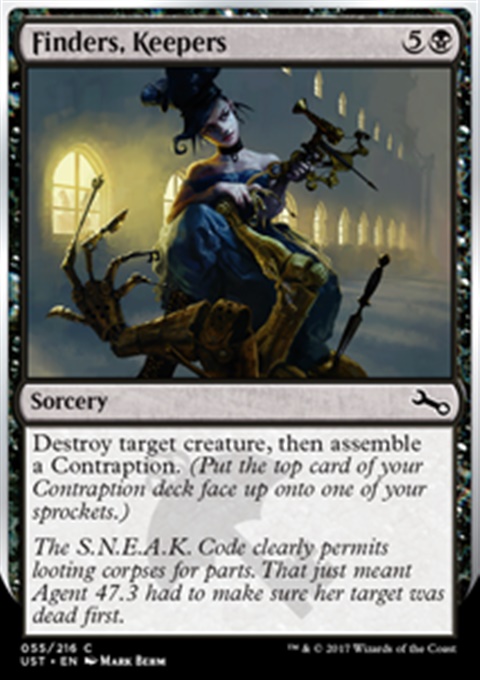 Finders, Keepers 5
Sorcery
Destroy target creature, then assemble
a Contraption. (Put the top card of your
Contraption deck face up onto one of your
sprockets.)
The S.N.E.A.K. Code clearly permits
looting corpses for parts. That just meant
Agent 47.3 had to make sure her target was
dead first.
055/216 C
UST • EN Mark Behm
™ & © 2017 Wizards of the Coast